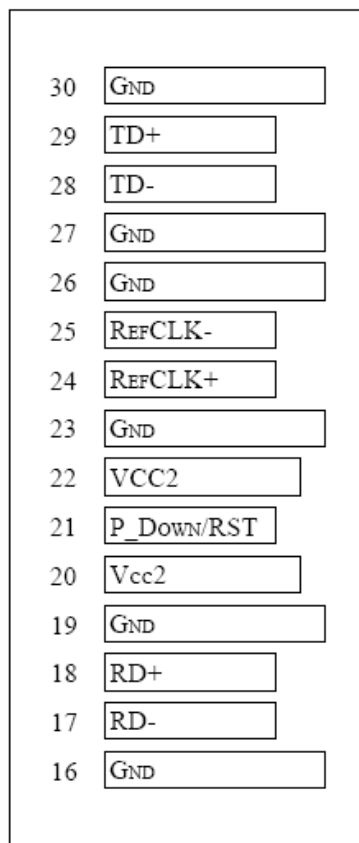 30 GND
29 TD+
28 TD-
27 GND
26 GND
25 REFCLK-
24 REFCLK+
23 GND
22 VCC2
21 P_DOWN/RST
20 Vcc2
19 GND
18 RD+
17 RD-
16 GND